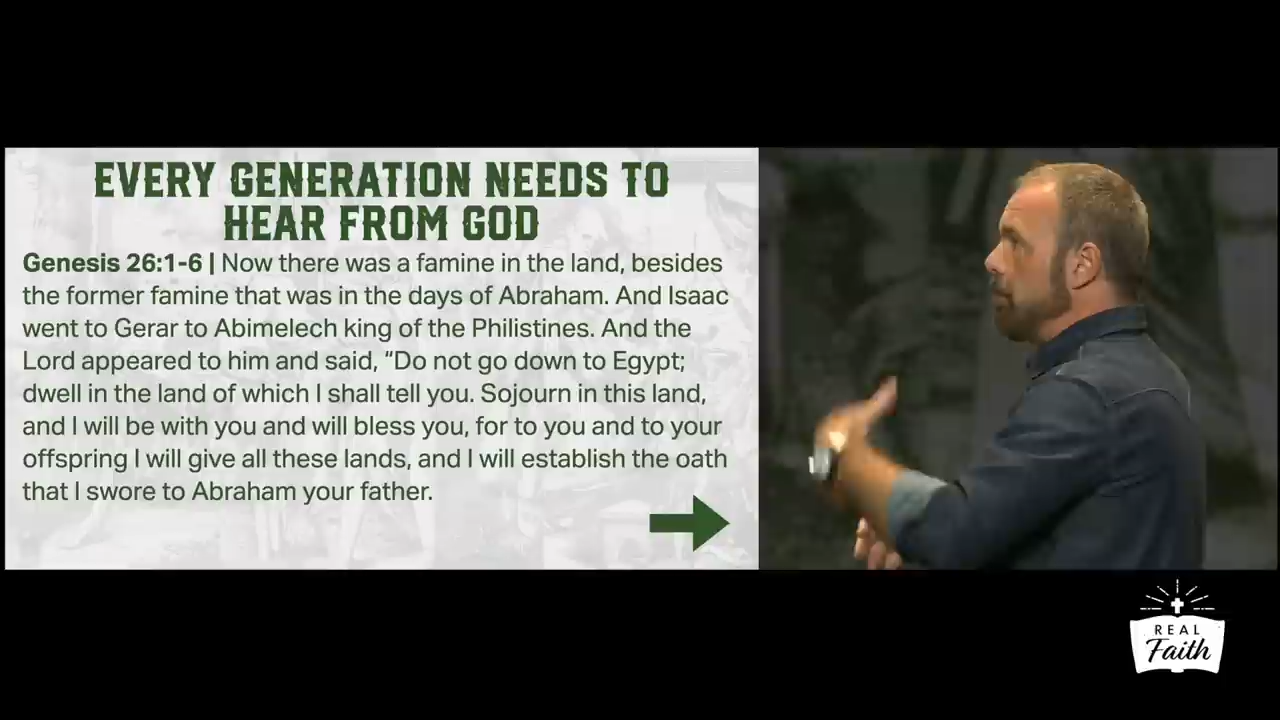 EVERY GENERATION NEEDS TO
HEAR FROM GOD
Genesis 26:1-6 | Now there was a famine in the land, besides
the former famine that was in the days of Abraham. And Isaac
went to Gerar to Abimelech king of the Philistines. And the
Lord appeared to him and said, “Do not go down to Egypt;
dwell in the land of which I shall tell you. Sojourn in this land,
and I will be with you and will bless you, for to you and to your
offspring I will give all these lands, and I will establish the oath
that I swore to Abraham your father.
REAL
Faith